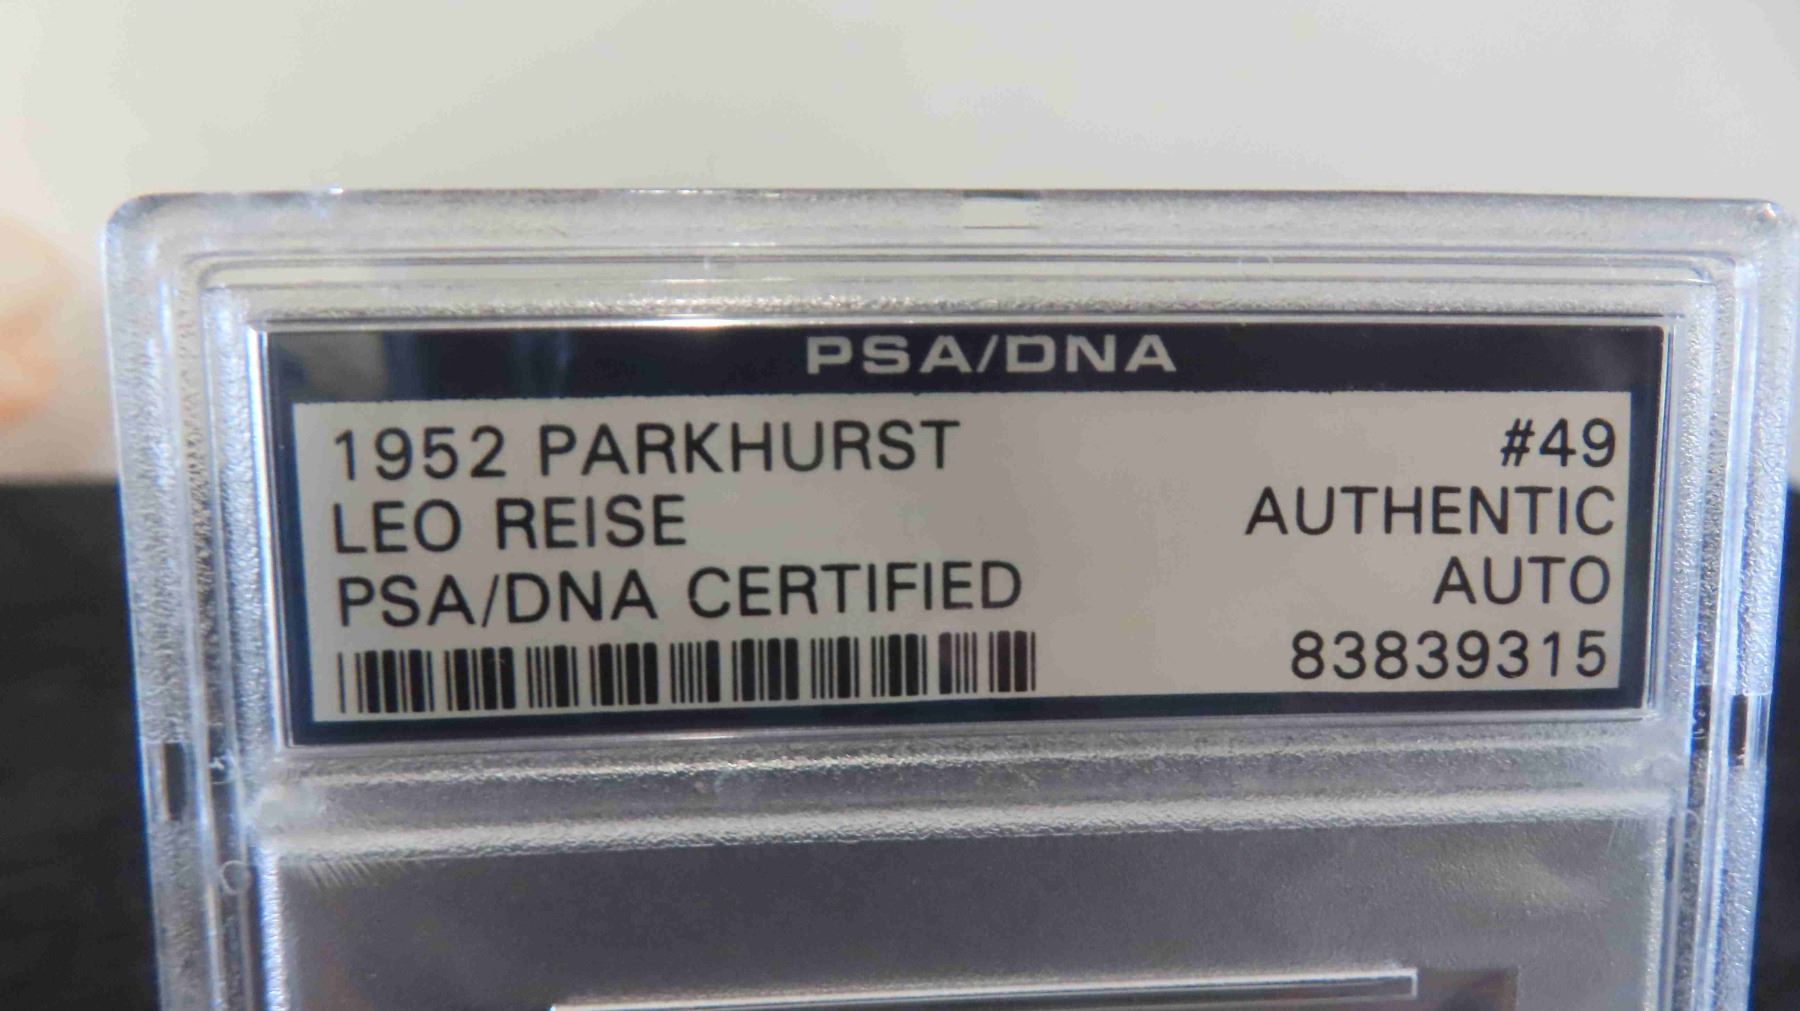 PSA/DNA
1952 PARKHURST #49
LEO REISE AUTHENTIC
PSA/DNA CERTIFIED AUTO
83839315